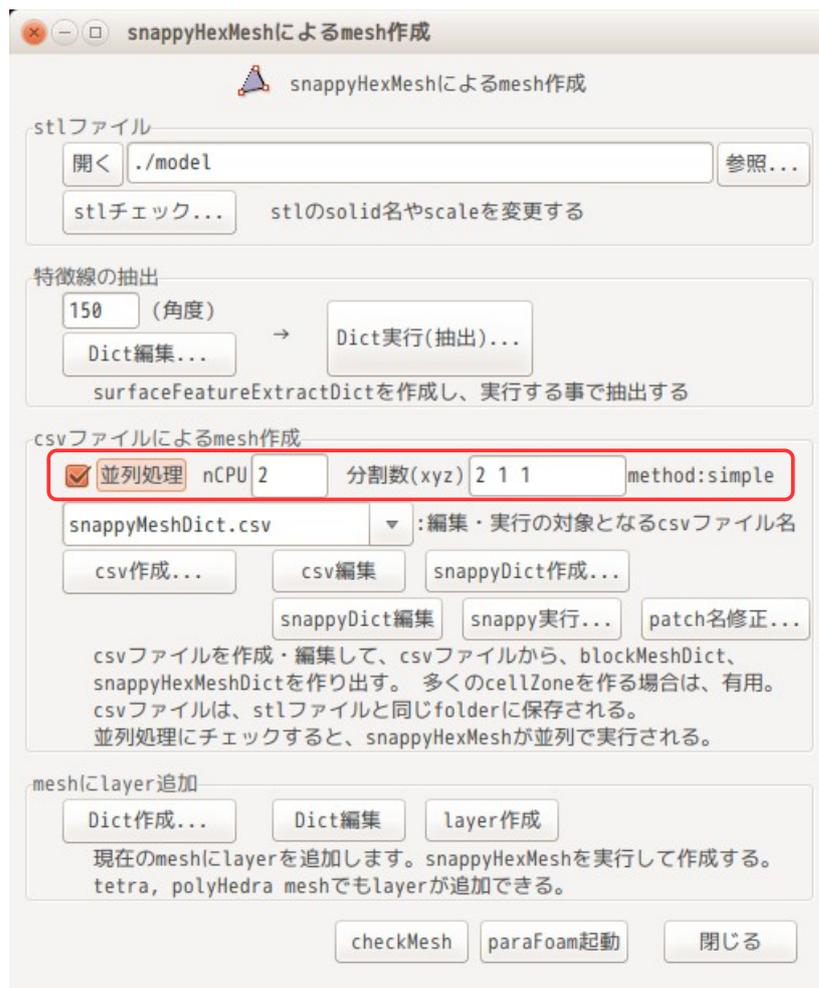 snappyHexMeshによるmesh作成
snappyHexMeshによるmesh作成
stlファイル
開く ./model 参照...
stlチェック... stlのsolid名やscaleを変更する
特徴線の抽出
150 (角度)
→ Dict実行(抽出)...
Dict編集...
surfaceFeatureExtractDictを作成し、実行する事で抽出する
csvファイルによるmesh作成
並列処理 nCPU 2 分割数(xyz) 2 1 1 method:simple
snappyMeshDict.csv :編集・実行の対象となるcsvファイル名
csv作成... csv編集 snappyDict作成...
snappyDict編集 snappy実行... patch名修正...
csvファイルを作成・編集して、csvファイルから、blockMeshDict、
snappyHexMeshDictを作り出す。 多くのcellZoneを作る場合は、有用。
csvファイルは、stlファイルと同じfolderに保存される。
並列処理にチェックすると、snappyHexMeshが並列で実行される。
meshにlayer追加
Dict作成... Dict編集 layer作成
現在のmeshにlayerを追加します。snappyHexMeshを実行して作成する。
tetra, polyHedra meshでもlayerが追加できる。
checkMesh paraFoam起動 閉じる